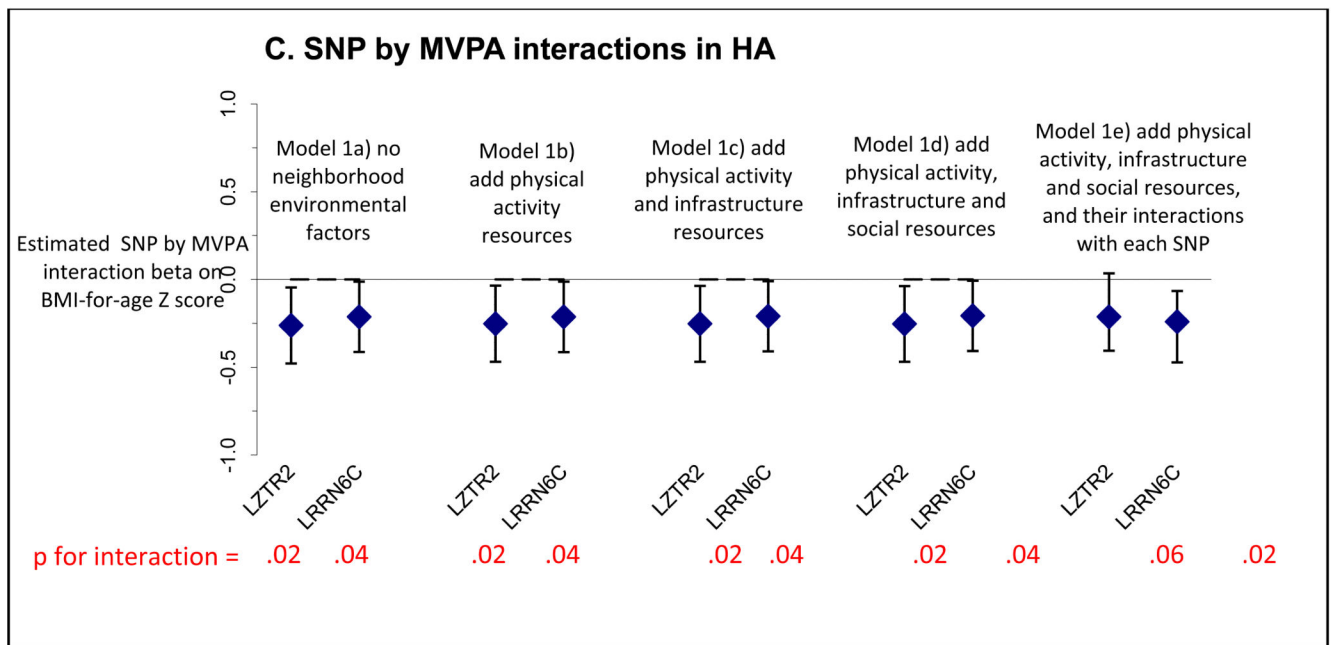 C. SNP by MVPA interactions in HA
1.0
0.5
0.0
-0.5
-1.0
Estimated SNP by MVPA
interaction beta on
BMI-for-age Z score
Model 1a) no
neighborhood
environmental
factors
Model 1b)
add physical
activity
resources
Model 1c) add
physical activity
and infrastructure
resources
Model 1d) add
physical activity,
infrastructure and
social resources
Model 1e) add physical
activity, infrastructure
and social resources,
and their interactions
with each SNP
LZTR2
LRRN6C
LZTR2
LRRN6C
LZTR2
LRRN6C
LZTR2
LRRN6C
LZTR2
LRRN6C
p for interaction = .02 .04 .02 .04 .02 .04 .02 .04 .06 .02